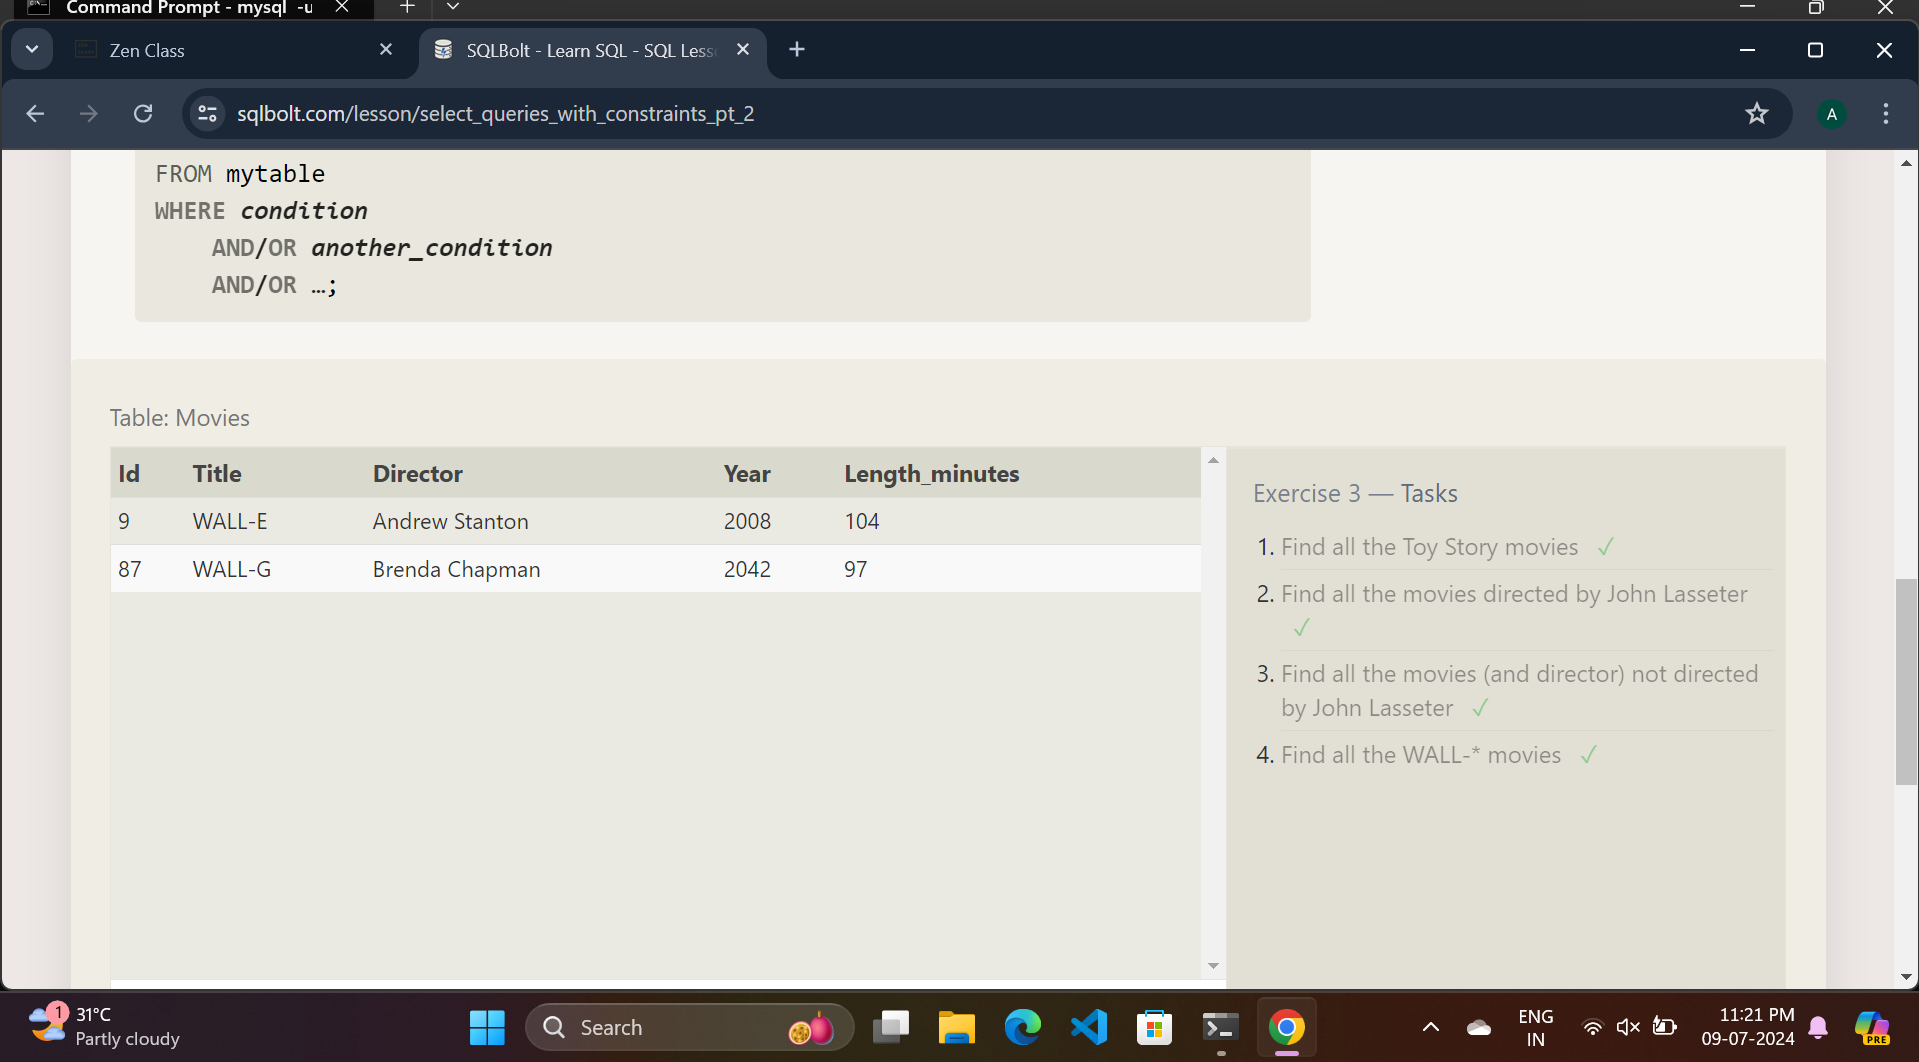 Command Prompt - mysql -u
Zen Class
SQLBolt - Learn SQL - SQL Less
sqlbolt.com/lesson/select_queries_with_constraints_pt_2
A
FROM mytable
WHERE condition
AND/OR another_condition
AND/OR …;
Table: Movies
Id Title Director Year Length_minutes
9 WALL-E Andrew Stanton 2008 104
87 WALL-G Brenda Chapman 2042 97
Exercise 3 — Tasks
1. Find all the Toy Story movies ✓
2. Find all the movies directed by John Lasseter
✓
3. Find all the movies (and director) not directed
by John Lasseter ✓
4. Find all the WALL-* movies ✓
1
31°C
Partly cloudy
Search
ENG
IN
11:21 PM
09-07-2024
PRE